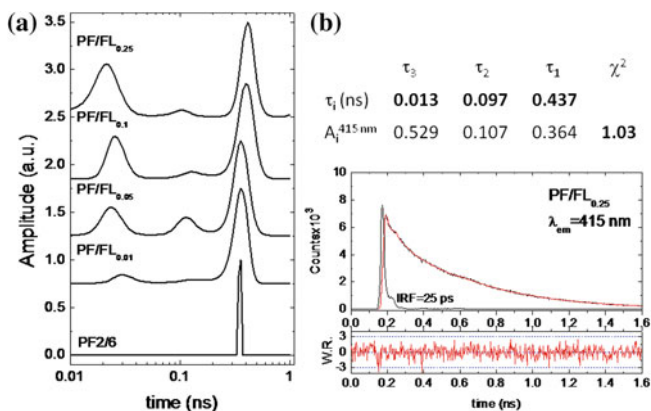 (a)
3.5
3.0
2.5
2.0
1.5
1.0
0.5
0.0
Amplitude (a.u.)
PF/FL0.25
PF/FL0.1
PF/FL0.05
PF/FL0.01
PF2/6
0.01 0.1 1
time (ns)
(b)
τ3 τ2 τ1 χ2
τi (ns) 0.013 0.097 0.437
Ai415 nm 0.529 0.107 0.364 1.03
10
8
6
4
2
0
Countsx103
PF/FL0.25
λem=415 nm
IRF=25 ps
0.0 0.2 0.4 0.6 0.8 1.0 1.2 1.4 1.6
W.R.
3
0
-3
0.0 0.2 0.4 0.6 0.8 1.0 1.2 1.4 1.6
time (ns)